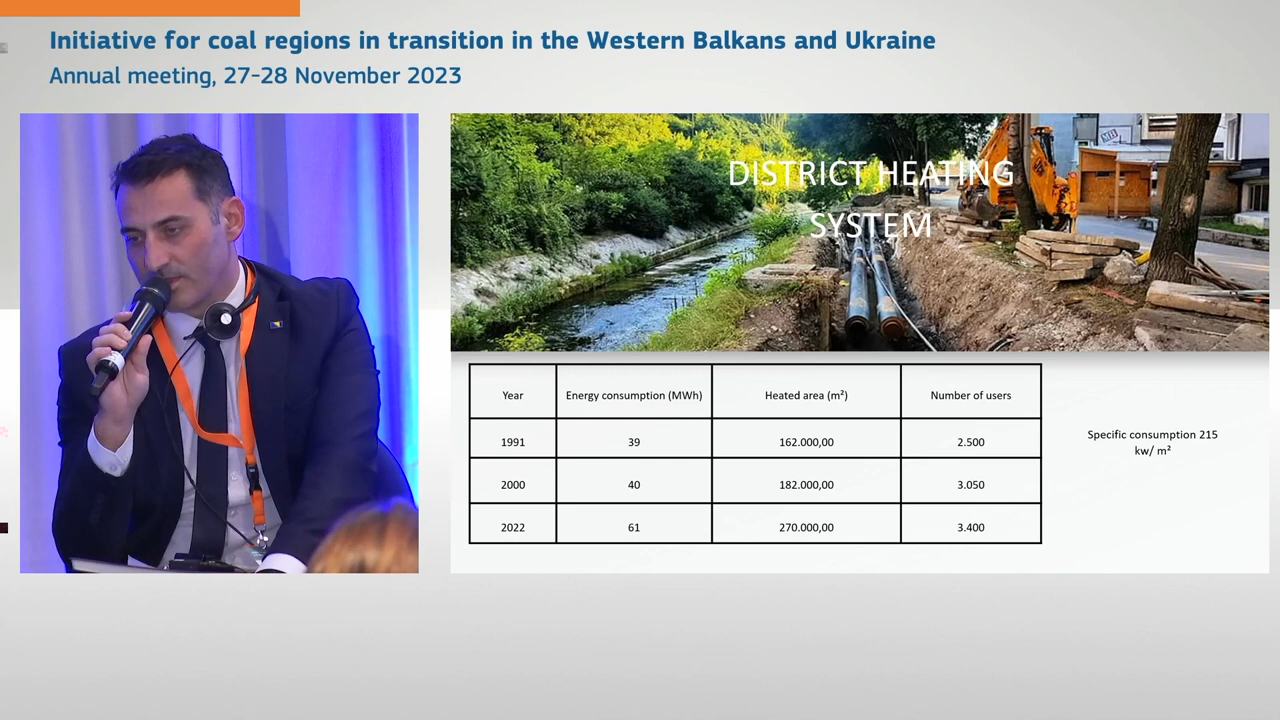 Initiative for coal regions in transition in the Western Balkans and Ukraine
Annual meeting, 27-28 November 2023
DISTRICT HEATING
SYSTEM
Year Energy consumption (MWh) Heated area (m²) Number of users
1991 39 162.000,00 2.500
2000 40 182.000,00 3.050
2022 61 270.000,00 3.400
Specific consumption 215
kw/ m²